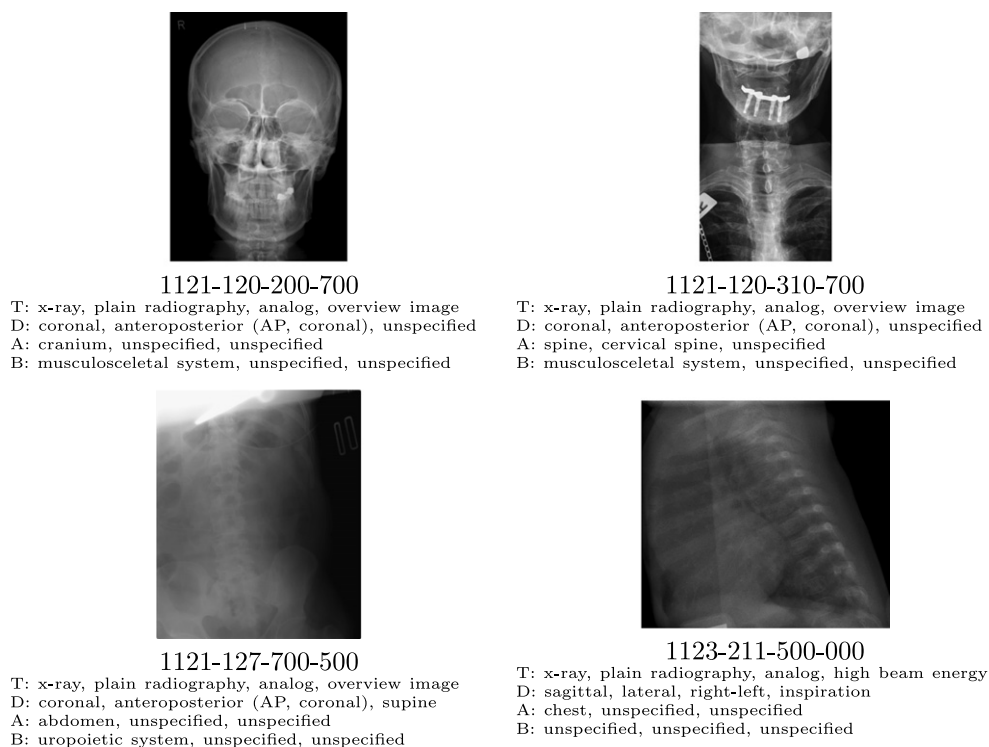 R
1121-120-200-700
T: x-ray, plain radiography, analog, overview image
D: coronal, anteroposterior (AP, coronal), unspecified
A: cranium, unspecified, unspecified
B: musculosceletal system, unspecified, unspecified
1121-120-310-700
T: x-ray, plain radiography, analog, overview image
D: coronal, anteroposterior (AP, coronal), unspecified
A: spine, cervical spine, unspecified
B: musculosceletal system, unspecified, unspecified
1121-127-700-500
T: x-ray, plain radiography, analog, overview image
D: coronal, anteroposterior (AP, coronal), supine
A: abdomen, unspecified, unspecified
B: uropoietic system, unspecified, unspecified
1123-211-500-000
T: x-ray, plain radiography, analog, high beam energy
D: sagittal, lateral, right-left, inspiration
A: chest, unspecified, unspecified
B: unspecified, unspecified, unspecified